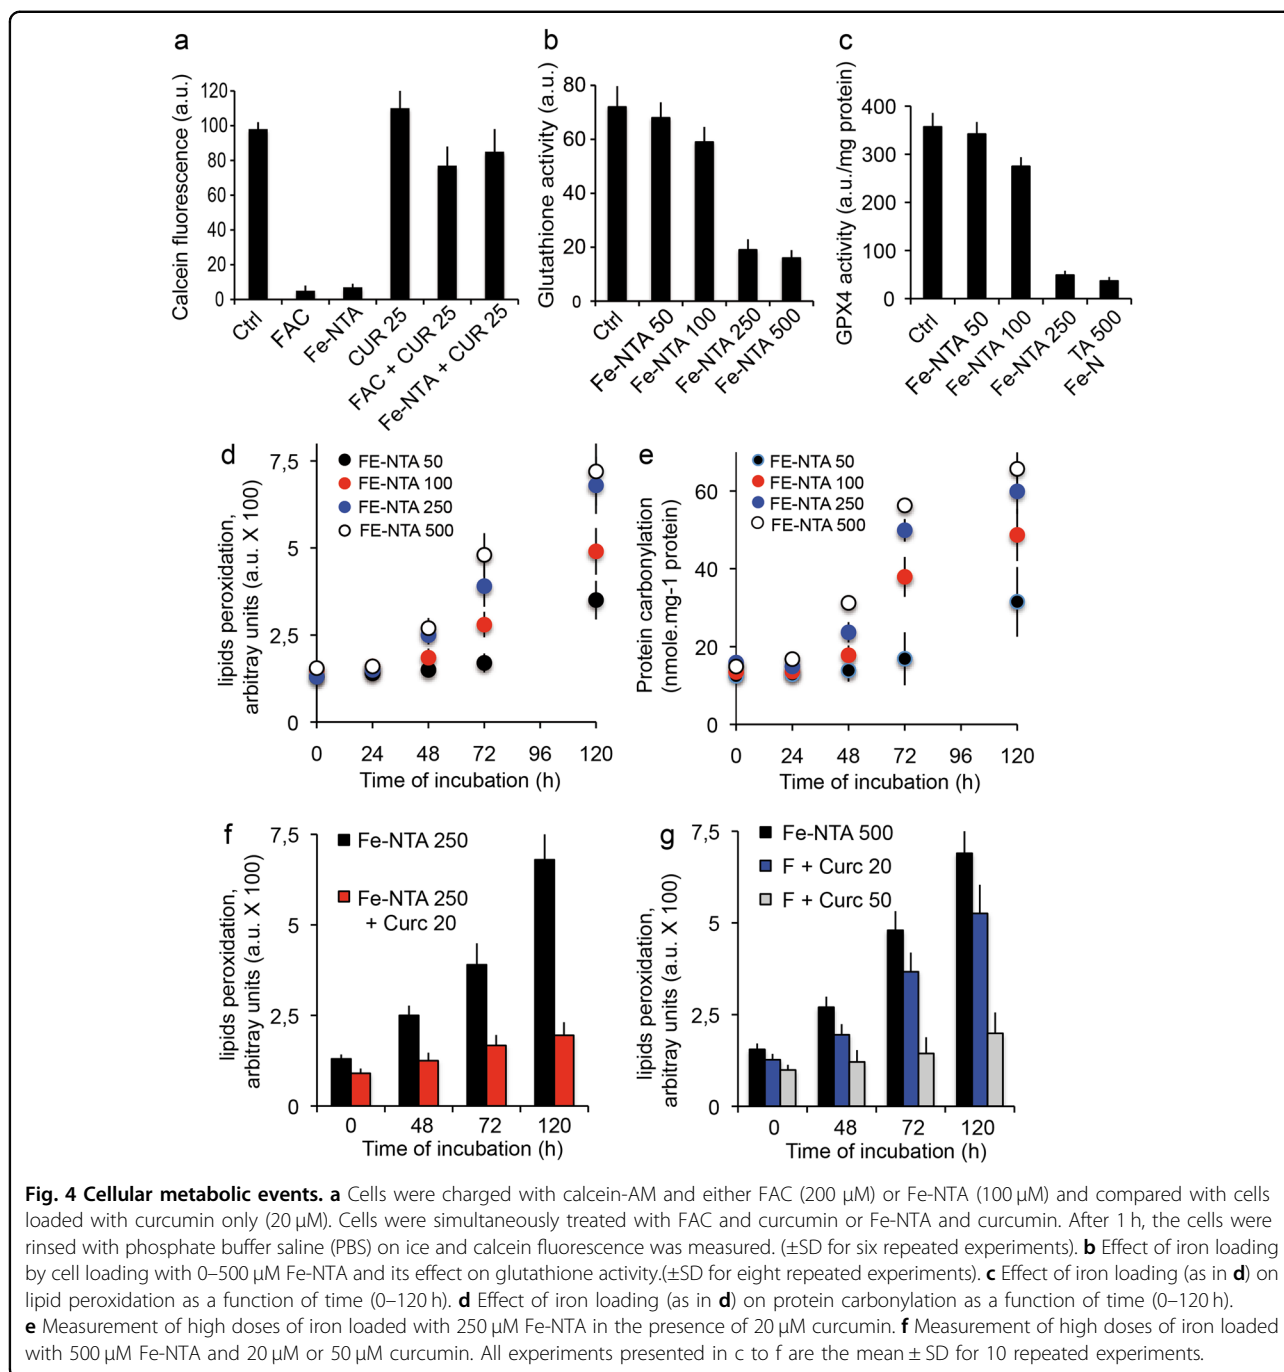 a
Calcein fluorescence (a.u.)
120
100
80
60
40
20
0
Ctrl
FAC
Fe-NTA
CUR 25
FAC + CUR 25
Fe-NTA + CUR 25
b
Glutathione activity (a.u.)
80
60
40
20
0
Ctrl
Fe-NTA 50
Fe-NTA 100
Fe-NTA 250
Fe-NTA 500
c
GPX4 activity (a.u./mg protein)
400
300
200
100
0
Ctrl
Fe-NTA 50
Fe-NTA 100
Fe-NTA 250
Fe-N TA 500
d
lipids peroxidation,
arbitray units (a.u. X 100)
7,5
5
2,5
0
FE-NTA 50
FE-NTA 100
FE-NTA 250
FE-NTA 500
0 24 48 72 96 120
Time of incubation (h)
e
Protein carbonylation
(nmole.mg-1 protein)
60
40
20
0
FE-NTA 50
FE-NTA 100
FE-NTA 250
FE-NTA 500
0 24 48 72 96 120
Time of incubation (h)
f
lipids peroxidation,
arbitray units (a.u. X 100)
7,5
5
2,5
0
Fe-NTA 250
Fe-NTA 250
+ Curc 20
0 48 72 120
Time of incubation (h)
g
lipids peroxidation,
arbitray units (a.u. X 100)
7,5
5
2,5
0
Fe-NTA 500
F + Curc 20
F + Curc 50
0 48 72 120
Time of incubation (h)
Fig. 4 Cellular metabolic events. a Cells were charged with calcein-AM and either FAC (200 µM) or Fe-NTA (100 µM) and compared with cells
loaded with curcumin only (20 µM). Cells were simultaneously treated with FAC and curcumin or Fe-NTA and curcumin. After 1 h, the cells were
rinsed with phosphate buffer saline (PBS) on ice and calcein fluorescence was measured. (±SD for six repeated experiments). b Effect of iron loading
by cell loading with 0–500 µM Fe-NTA and its effect on glutathione activity.(±SD for eight repeated experiments). c Effect of iron loading (as in d) on
lipid peroxidation as a function of time (0–120 h). d Effect of iron loading (as in d) on protein carbonylation as a function of time (0–120 h).
e Measurement of high doses of iron loaded with 250 µM Fe-NTA in the presence of 20 µM curcumin. f Measurement of high doses of iron loaded
with 500 µM Fe-NTA and 20 µM or 50 µM curcumin. All experiments presented in c to f are the mean ± SD for 10 repeated experiments.